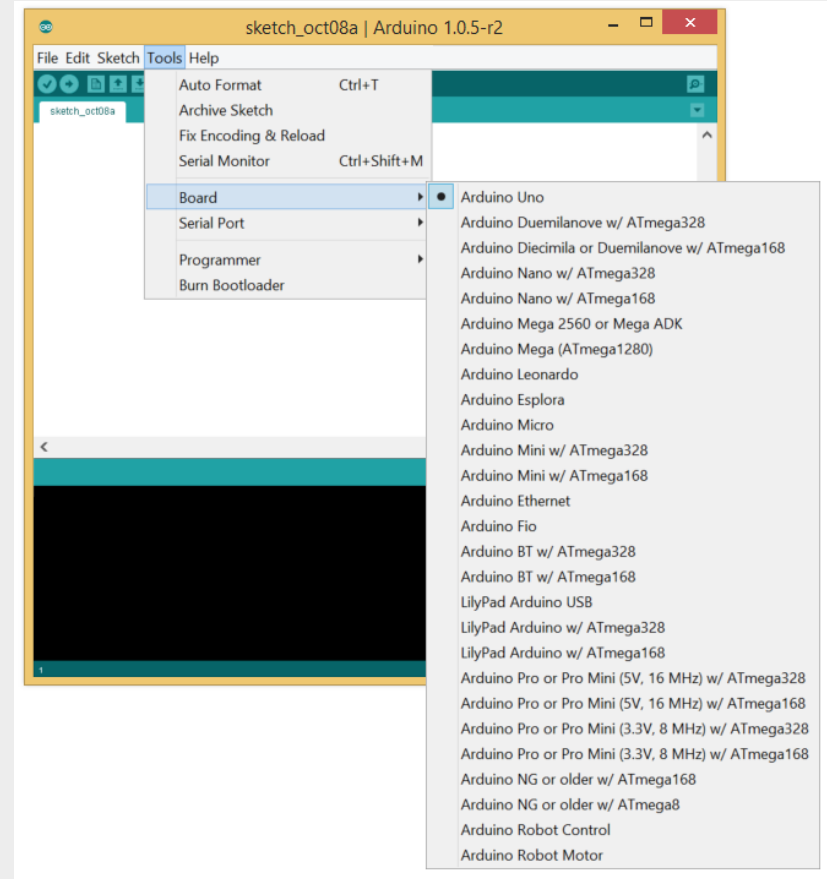 sketch_oct08a | Arduino 1.0.5-r2
File Edit Sketch Tools Help
sketch_oct08a
Auto Format Ctrl+T
Archive Sketch
Fix Encoding & Reload
Serial Monitor Ctrl+Shift+M
Board
Serial Port
Programmer
Burn Bootloader
Arduino Uno
Arduino Duemilanove w/ ATmega328
Arduino Diecimila or Duemilanove w/ ATmega168
Arduino Nano w/ ATmega328
Arduino Nano w/ ATmega168
Arduino Mega 2560 or Mega ADK
Arduino Mega (ATmega1280)
Arduino Leonardo
Arduino Esplora
Arduino Micro
Arduino Mini w/ ATmega328
Arduino Mini w/ ATmega168
Arduino Ethernet
Arduino Fio
Arduino BT w/ ATmega328
Arduino BT w/ ATmega168
LilyPad Arduino USB
LilyPad Arduino w/ ATmega328
LilyPad Arduino w/ ATmega168
Arduino Pro or Pro Mini (5V, 16 MHz) w/ ATmega328
Arduino Pro or Pro Mini (5V, 16 MHz) w/ ATmega168
Arduino Pro or Pro Mini (3.3V, 8 MHz) w/ ATmega328
Arduino Pro or Pro Mini (3.3V, 8 MHz) w/ ATmega168
Arduino NG or older w/ ATmega168
Arduino NG or older w/ ATmega8
Arduino Robot Control
Arduino Robot Motor
1